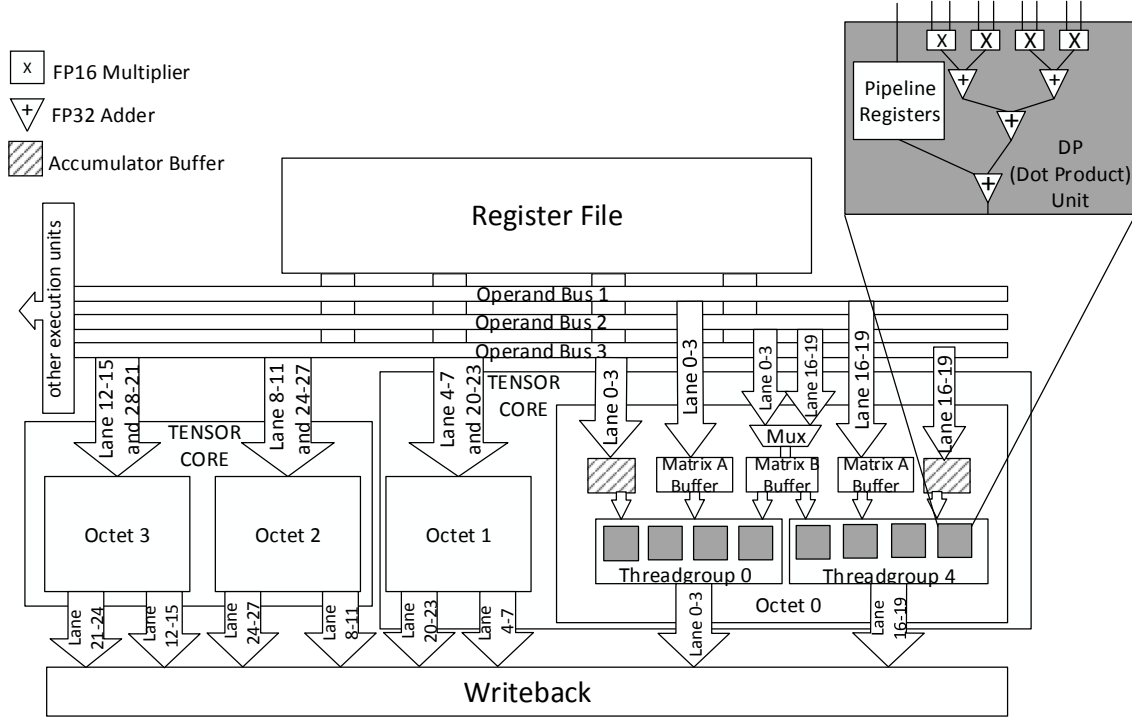 X FP16 Multiplier
+ FP32 Adder
Accumulator Buffer
X X X X
+ +
+
+
Pipeline
Registers
DP
(Dot Product)
Unit
Register File
other execution units
Operand Bus 1
Operand Bus 2
Operand Bus 3
Lane 12-15
and 28-21
Lane 8-11
and 24-27
Lane 4-7
and 20-23
Lane 0-3
Lane 0-3
Lane 0-3
Lane 16-19
Lane 16-19
Lane 16-19
TENSOR
CORE
TENSOR
CORE
Mux
Matrix A
Buffer
Matrix B
Buffer
Matrix A
Buffer
Octet 3
Octet 2
Octet 1
Threadgroup 0
Threadgroup 4
Octet 0
Lane
21-24
Lane
12-15
Lane
24-27
Lane
8-11
Lane
20-23
Lane
4-7
Lane 0-3
Lane
16-19
Writeback